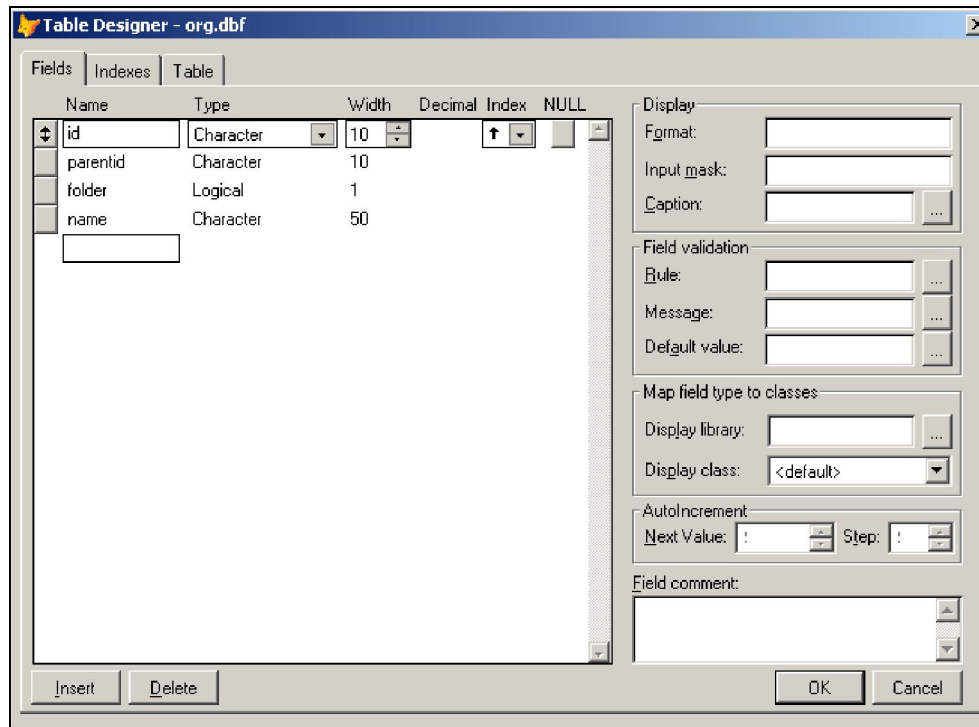 Table Designer - org.dbf
Fields Indexes Table
Name Type Width Decimal Index NULL
id Character 10
parentid Character 10
folder Logical 1
name Character 50
Display
Format:
Input mask:
Caption: ...
Field validation
Rule: ...
Message: ...
Default value: ...
Map field type to classes
Display library: ...
Display class: <default>
AutoIncrement
Next Value: Step:
Field comment:
Insert Delete OK Cancel